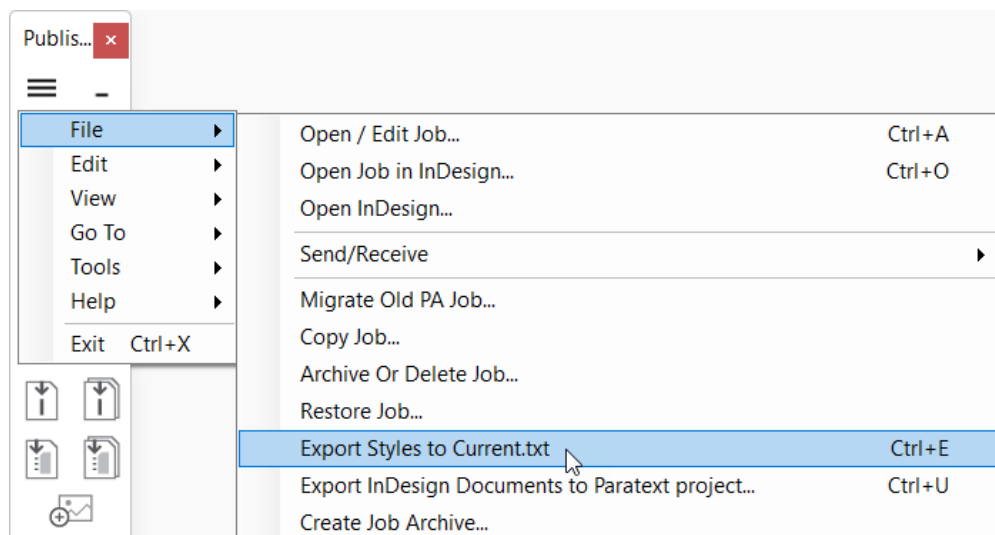 Publis...
File
Edit
View
Go To
Tools
Help
Exit Ctrl+X
Open / Edit Job... Ctrl+A
Open Job in InDesign... Ctrl+O
Open InDesign...
Send/Receive
Migrate Old PA Job...
Copy Job...
Archive Or Delete Job...
Restore Job...
Export Styles to Current.txt Ctrl+E
Export InDesign Documents to Paratext project... Ctrl+U
Create Job Archive...